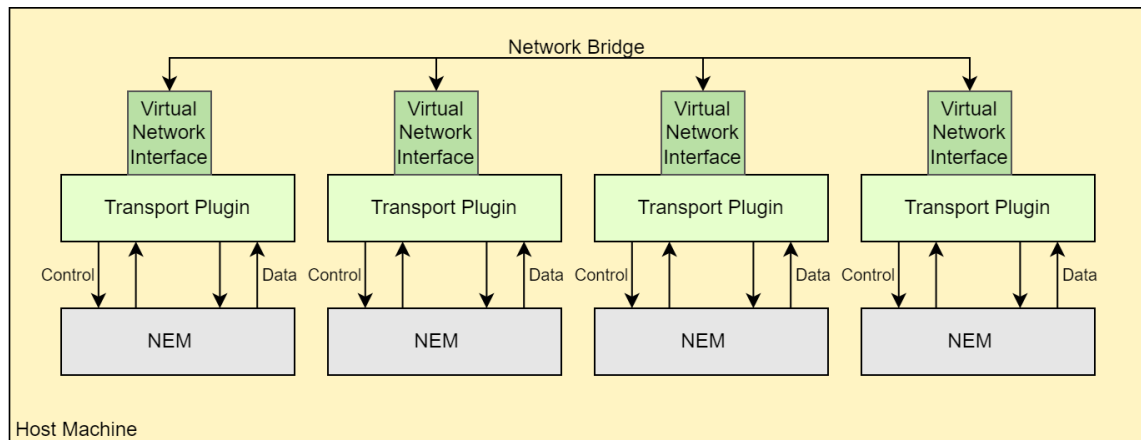 Network Bridge
Virtual
Network
Interface
Virtual
Network
Interface
Virtual
Network
Interface
Virtual
Network
Interface
Transport Plugin
Transport Plugin
Transport Plugin
Transport Plugin
Control
Data
Control
Data
Control
Data
Control
Data
NEM
NEM
NEM
NEM
Host Machine